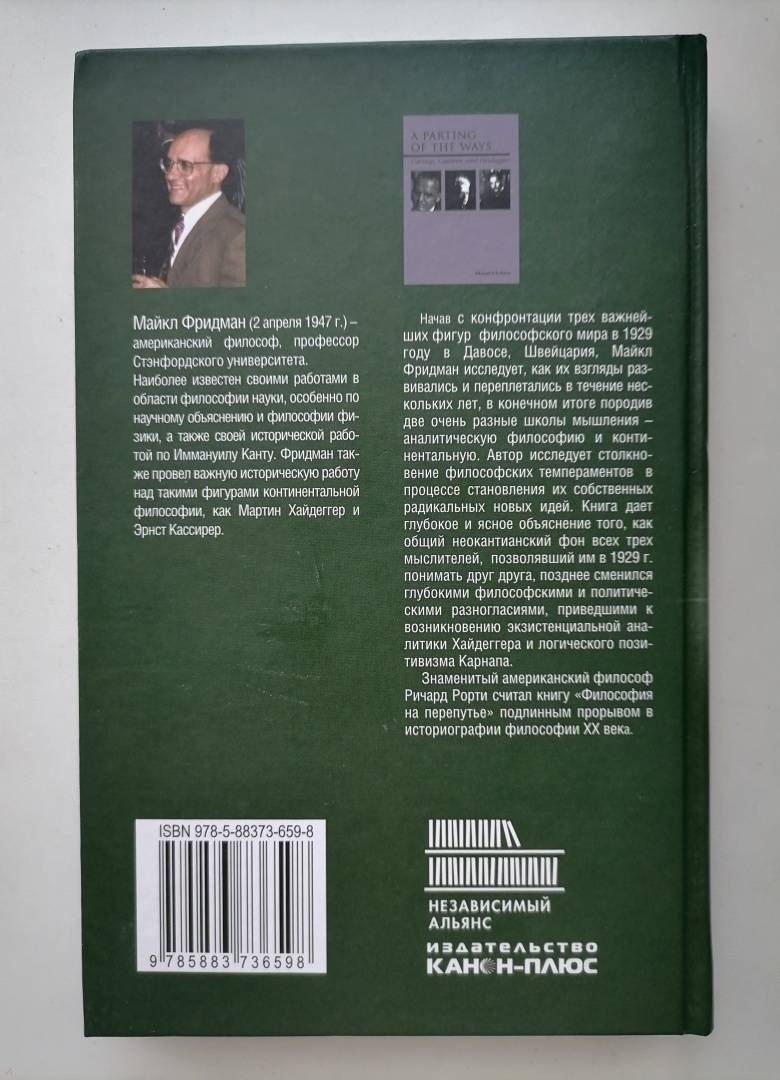 A PARTING
OF THE WAYS
Carnap, Cassirer, and Heidegger
Майкл Фридман (2 апреля 1947 г.) –
американский философ, профессор
Стэнфордского университета.
Наиболее известен своими работами в
области философии науки, особенно по
научному объяснению и философии фи-
зики, а также своей исторической рабо-
той по Иммануилу Канту. Фридман так-
же провел важную историческую работу
над такими фигурами континентальной
философии, как Мартин Хайдеггер и
Эрнст Кассирер.
Начав с конфронтации трех важней-
ших фигур философского мира в 1929
году в Давосе, Швейцария, Майкл
Фридман исследует, как их взгляды раз-
вивались и переплетались в течение нес-
кольких лет, в конечном итоге породив
две очень разные школы мышления –
аналитическую философию и конти-
нентальную. Автор исследует столкно-
вение философских темпераментов в
процессе становления их собственных
радикальных новых идей. Книга дает
глубокое и ясное объяснение того, как
общий неокантианский фон всех трех
мыслителей, позволявший им в 1929 г.
понимать друг друга, позднее сменился
глубокими философскими и политиче-
скими разногласиями, приведшими к
возникновению экзистенциальной ана-
литики Хайдеггера и логического пози-
тивизма Карнапа.
Знаменитый американский философ
Ричард Рорти считал книгу «Философия
на перепутье» подлинным прорывом в
историографии философии XX века.
ISBN 978-5-88373-659-8
9 785883 736598
НЕЗАВИСИМЫЙ
АЛЬЯНС
издательство
КАНОН-ПЛЮС